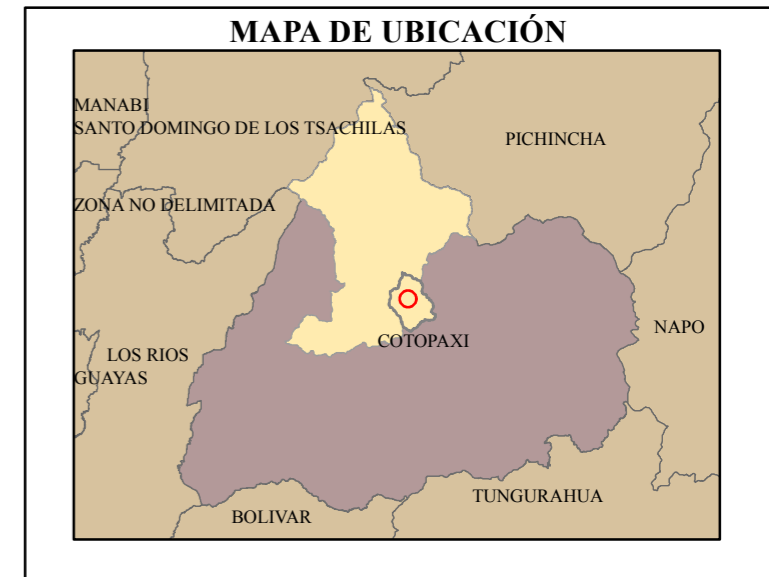 MAPA DE UBICACIÓN
MANABI
SANTO DOMINGO DE LOS TSACHILAS
PICHINCHA
ZONA NO DELIMITADA
NAPO
COTOPAXI
LOS RIOS
GUAYAS
TUNGURAHUA
BOLIVAR